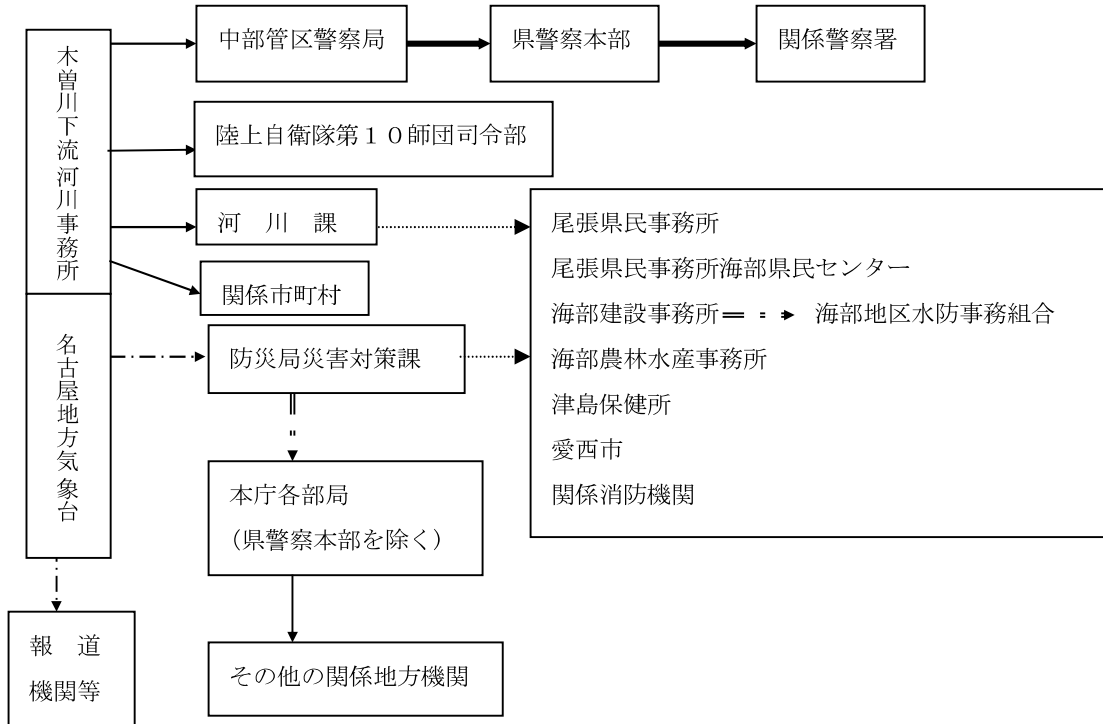 木曽川下流河川事務所
中部管区警察局
県警察本部
関係警察署
陸上自衛隊第１０師団司令部
河　川　課
関係市町村
尾張県民事務所
尾張県民事務所海部県民センター
海部建設事務所
海部地区水防事務組合
海部農林水産事務所
津島保健所
愛西市
関係消防機関
名古屋地方気象台
防災局災害対策課
本庁各部局
（県警察本部を除く）
その他の関係地方機関
報　道
機関等